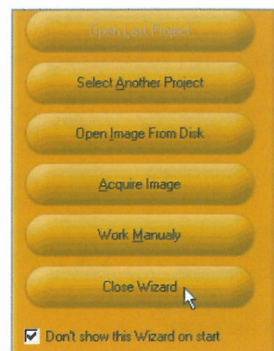 Open Last Project
Select Another Project
Open Image From Disk
Acquire Image
Work Manualy
Close Wizard
Don't show this Wizard on start